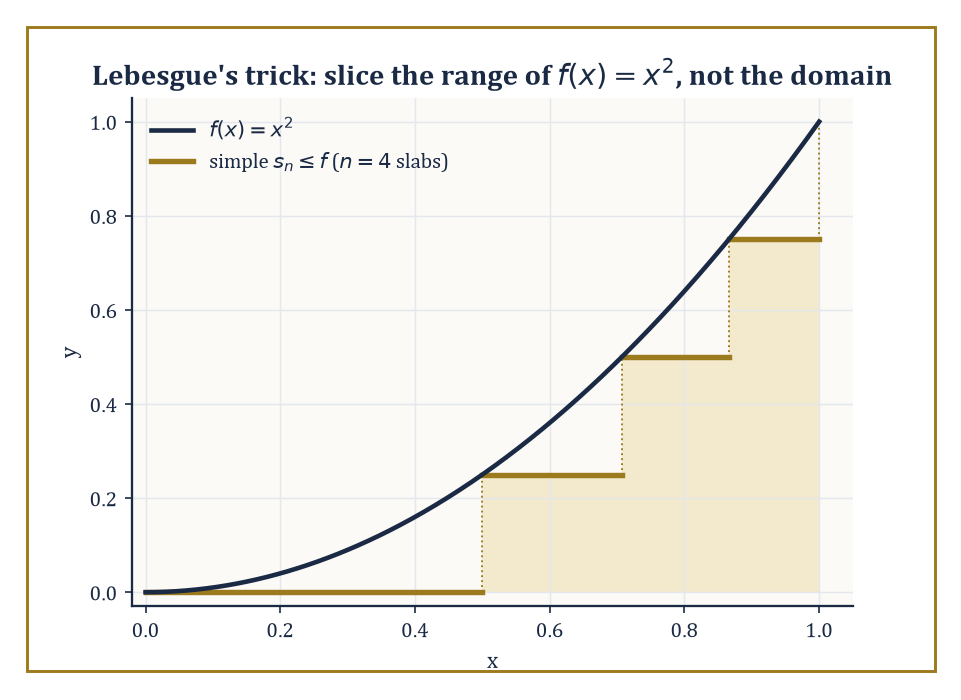 Lebesgue's trick: slice the range of f(x) = x², not the domain
f(x) = x²
simple sₙ ≤ f (n = 4 slabs)
1.0
0.8
0.6
0.4
0.2
0.0
y
0.0 0.2 0.4 0.6 0.8 1.0
x